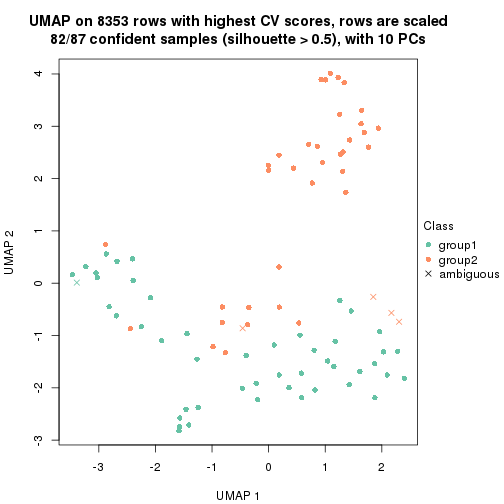 UMAP on 8353 rows with highest CV scores, rows are scaled
82/87 confident samples (silhouette > 0.5), with 10 PCs
4
3
2
1
0
-1
-2
-3
UMAP 2
-3
-2
-1
0
1
2
UMAP 1
Class
group1
group2
ambiguous